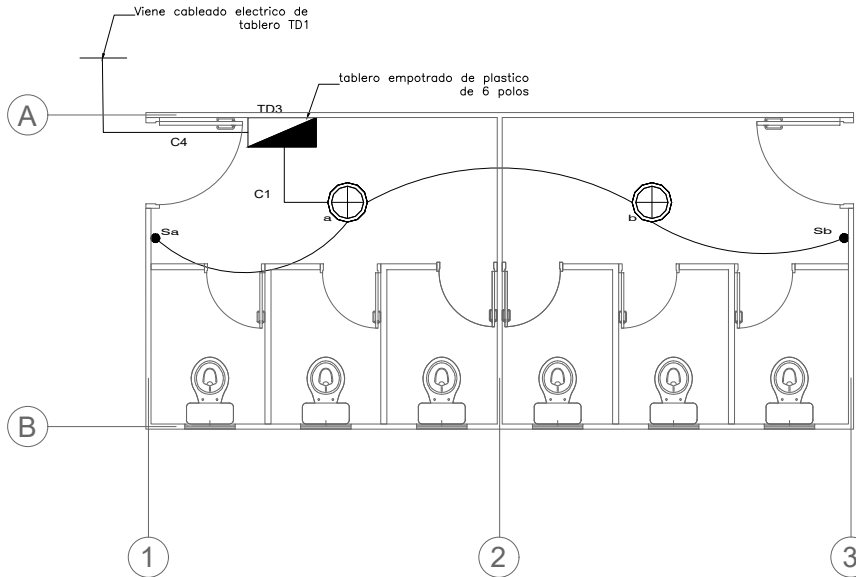 Viene cableado electrico de
tablero TD1
tablero empotrado de plastico
de 6 polos
TD3
A
C4
C1
a
b
Sa
Sb
B
1
2
3